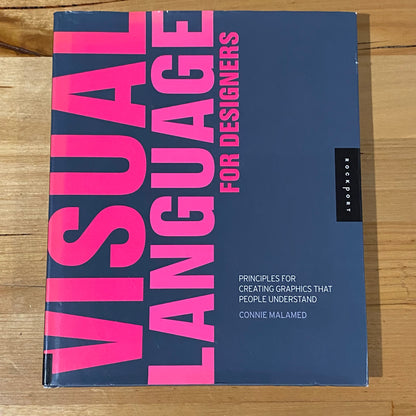 VISUAL
LANGUAGE
FOR DESIGNERS
ROCKPORT
PRINCIPLES FOR
CREATING GRAPHICS THAT
PEOPLE UNDERSTAND
CONNIE MALAMED